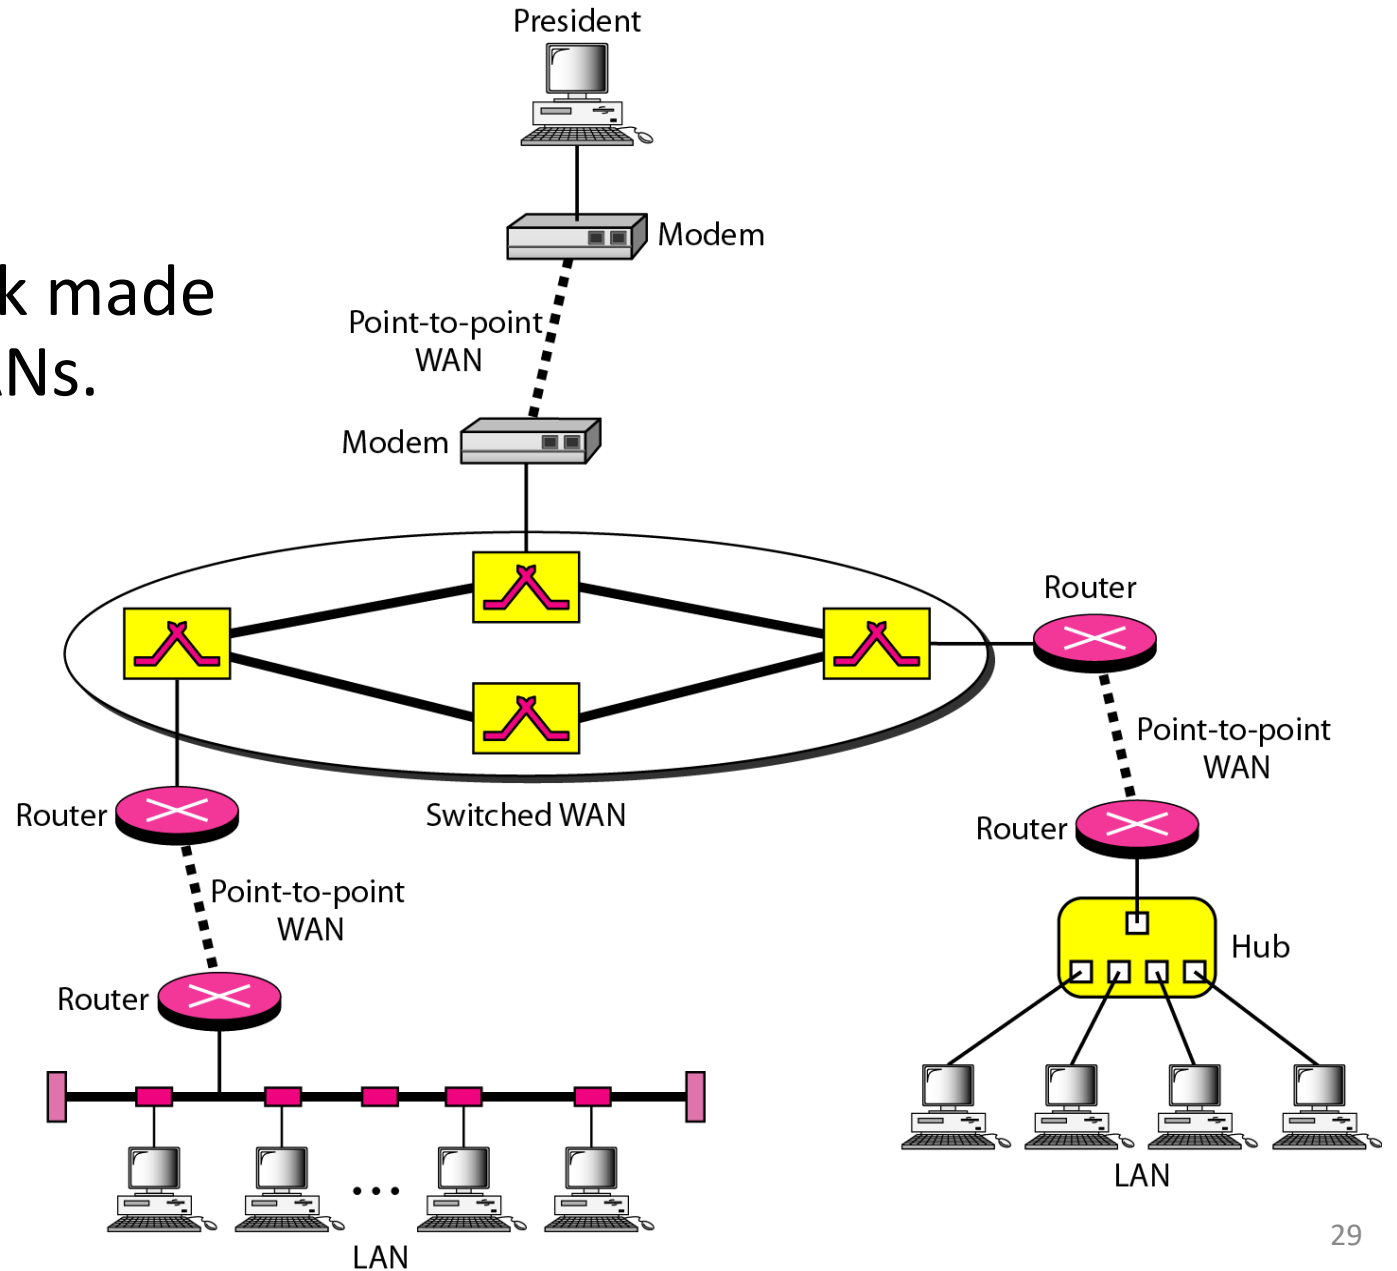 President
Modem
k made
Point-to-point
WAN
Ns.
Modem
Router
Point-to-point
WAN
Router
Switched WAN
Router
Point-to-point
WAN
Hub
Router
LAN
29
LAN